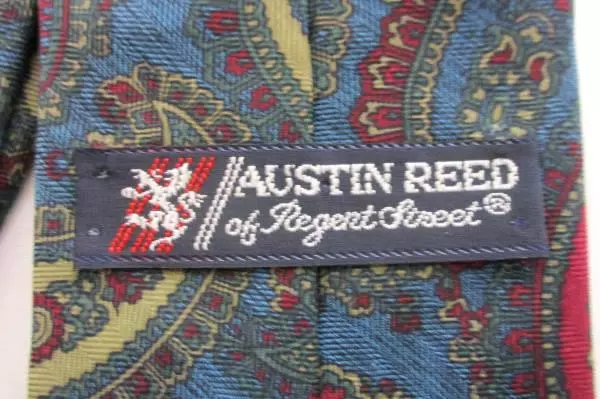 AUSTIN REED
of Regent Street®